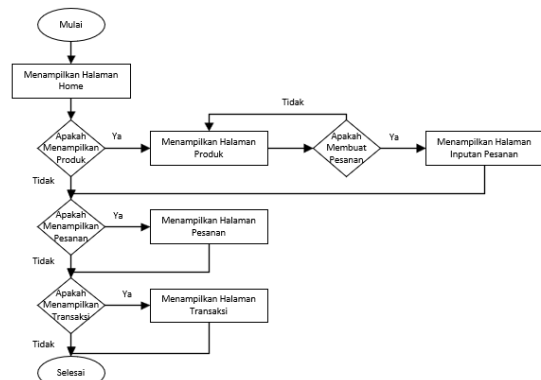 Mulai
Menampilkan Halaman
Home
Apakah
Menampilkan
Produk
Ya
Menampilkan Halaman
Produk
Tidak
Apakah
Membuat
Pesanan
Ya
Menampilkan Halaman
Inputan Pesanan
Tidak
Apakah
Menampilkan
Pesanan
Ya
Menampilkan Halaman
Pesanan
Tidak
Apakah
Menampilkan
Transaksi
Ya
Menampilkan Halaman
Transaksi
Tidak
Selesai